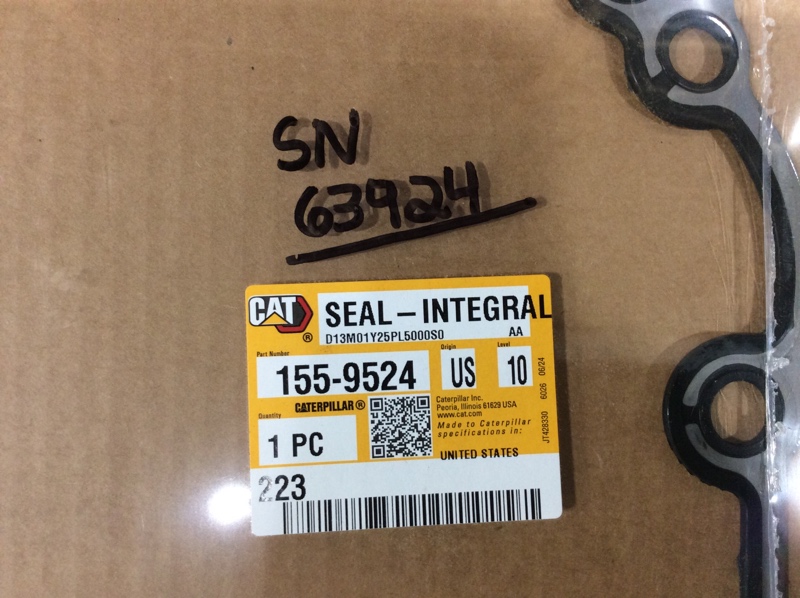 SN
63924
CAT
®
SEAL – INTEGRAL
D13M01Y25PL5000S0 AA
Part Number
155-9524
Origin
US
Level
10
Quantity
1 PC
CATERPILLAR®
Caterpillar Inc.
Peoria, Illinois 61629 USA
www.cat.com
Made to Caterpillar
specifications in:
UNITED STATES
JT428330 6026 06/24
223